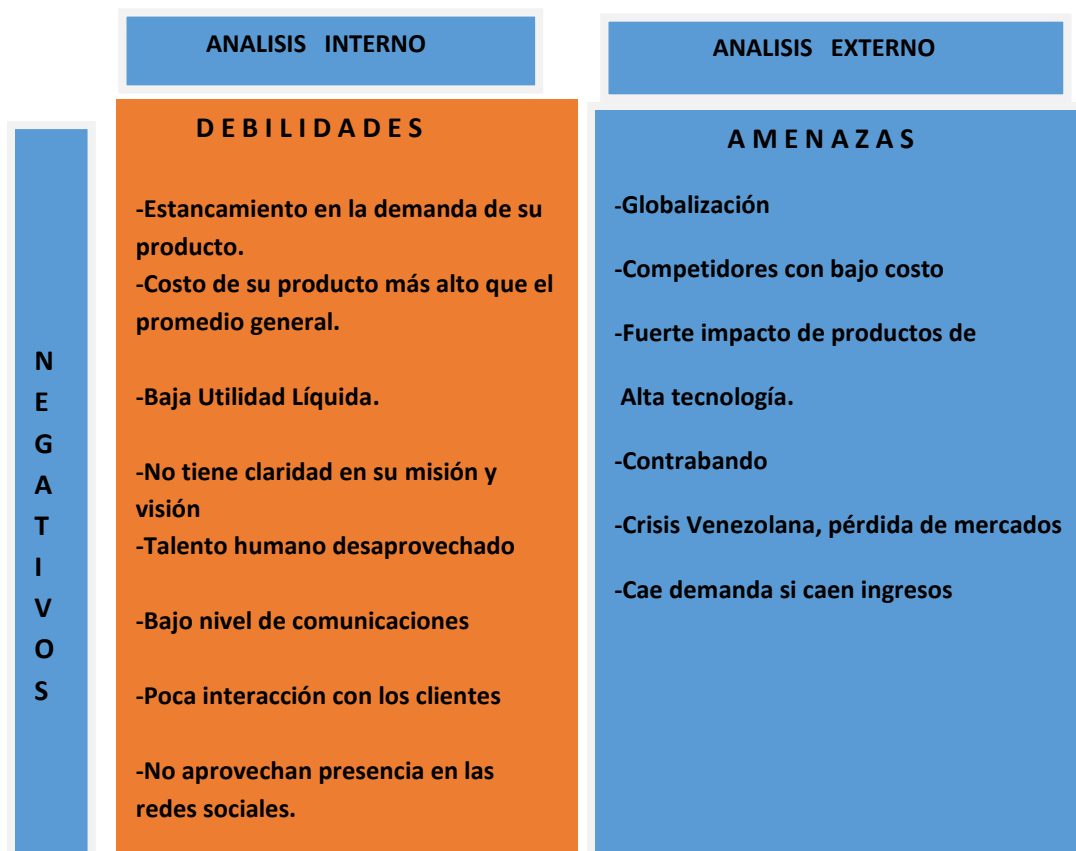 ANALISIS INTERNO
ANALISIS EXTERNO
NEGATIVOS
DEBILIDADES
-Estancamiento en la demanda de su
producto.
-Costo de su producto más alto que el
promedio general.
-Baja Utilidad Líquida.
-No tiene claridad en su misión y
visión
-Talento humano desaprovechado
-Bajo nivel de comunicaciones
-Poca interacción con los clientes
-No aprovechan presencia en las
redes sociales.
AMENAZAS
-Globalización
-Competidores con bajo costo
-Fuerte impacto de productos de
Alta tecnología.
-Contrabando
-Crisis Venezolana, pérdida de mercados
-Cae demanda si caen ingresos